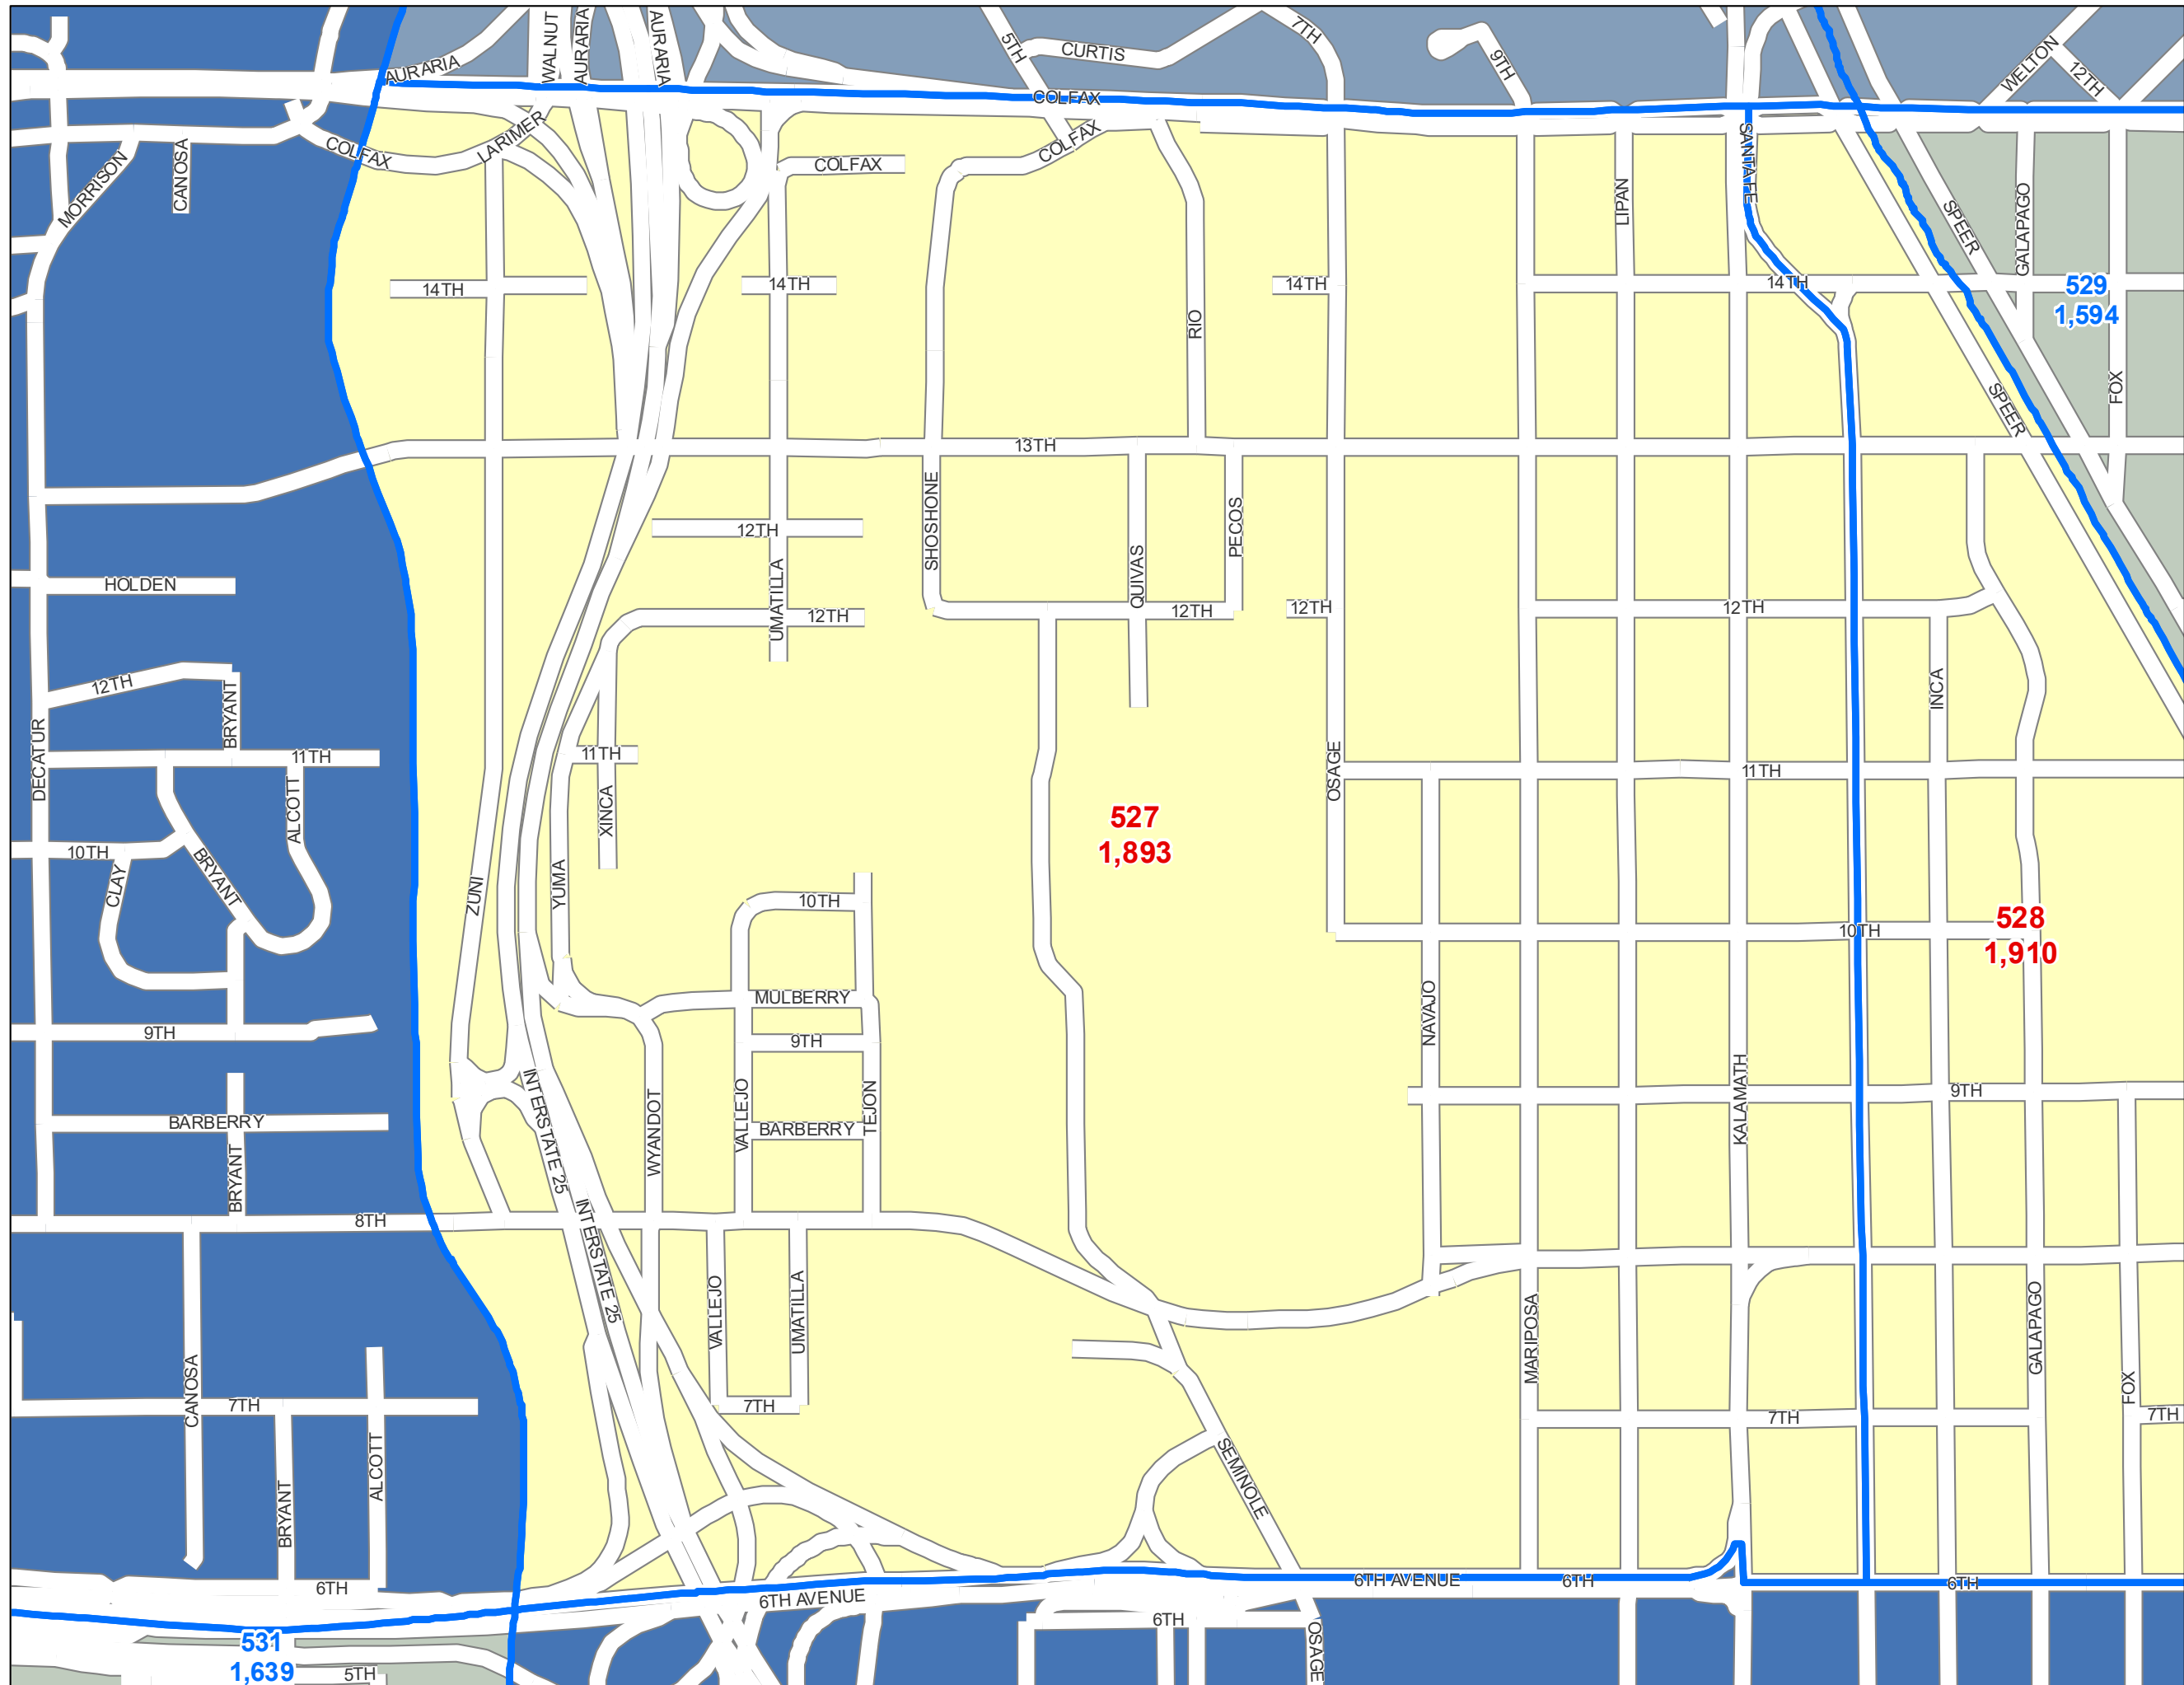 WALNUT
AURARIA
AURARIA
5TH
CURTIS
7TH
9TH
WELTON
12TH
AURARIA
COLFAX
LARIMER
COLFAX
COLFAX
COLFAX
SANTA FE
MORRISON
CANOSA
LIPAN
SPEER
GALAPAGO
14TH
14TH
14TH
14TH
529
1,594
RIO
FOX
SPEER
13TH
SHOSHONE
PECOS
12TH
HOLDEN
UMATILLA
QUIVAS
12TH
12TH
12TH
12TH
12TH
BRYANT
INCA
DECATUR
11TH
11TH
OSAGE
11TH
ALCOTT
XINCA
527
1,893
10TH
CLAY
BRYANT
ZUNI
YUMA
10TH
528
1,910
10TH
MULBERRY
NAVAJO
9TH
9TH
INTERSTATE 25
WYANDOT
VALLEJO
TEJON
KALAMATH
9TH
BARBERRY
BARBERRY
BRYANT
8TH
INTERSTATE 25
VALLEJO
UMATILLA
MARIPOSA
GALAPAGO
CANOSA
7TH
7TH
7TH
FOX
7TH
ALCOTT
BRYANT
SEMINOLE
6TH
6TH AVENUE
6TH AVENUE
6TH
6TH
6TH
OSAGE
531
1,639
5TH